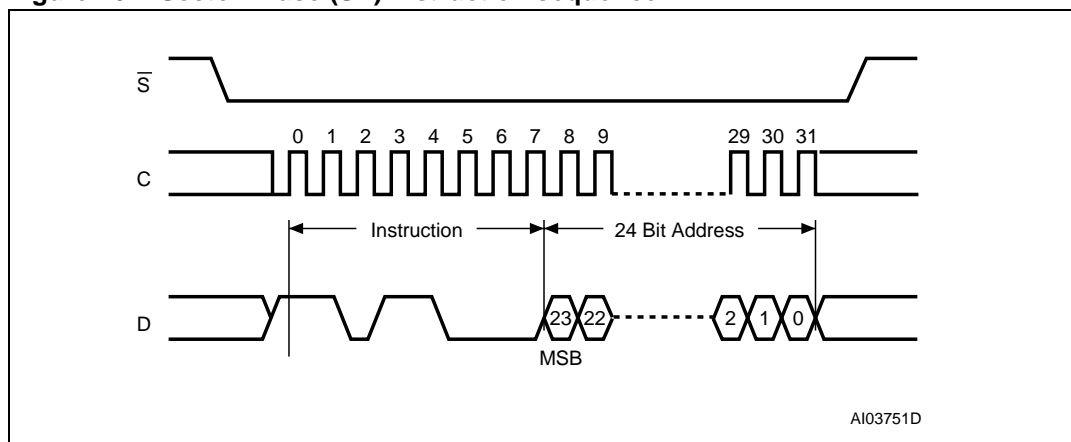 S
0 1 2 3 4 5 6 7 8 9 29 30 31
C
Instruction 24 Bit Address
D 23 22 2 1 0
MSB
AI03751D